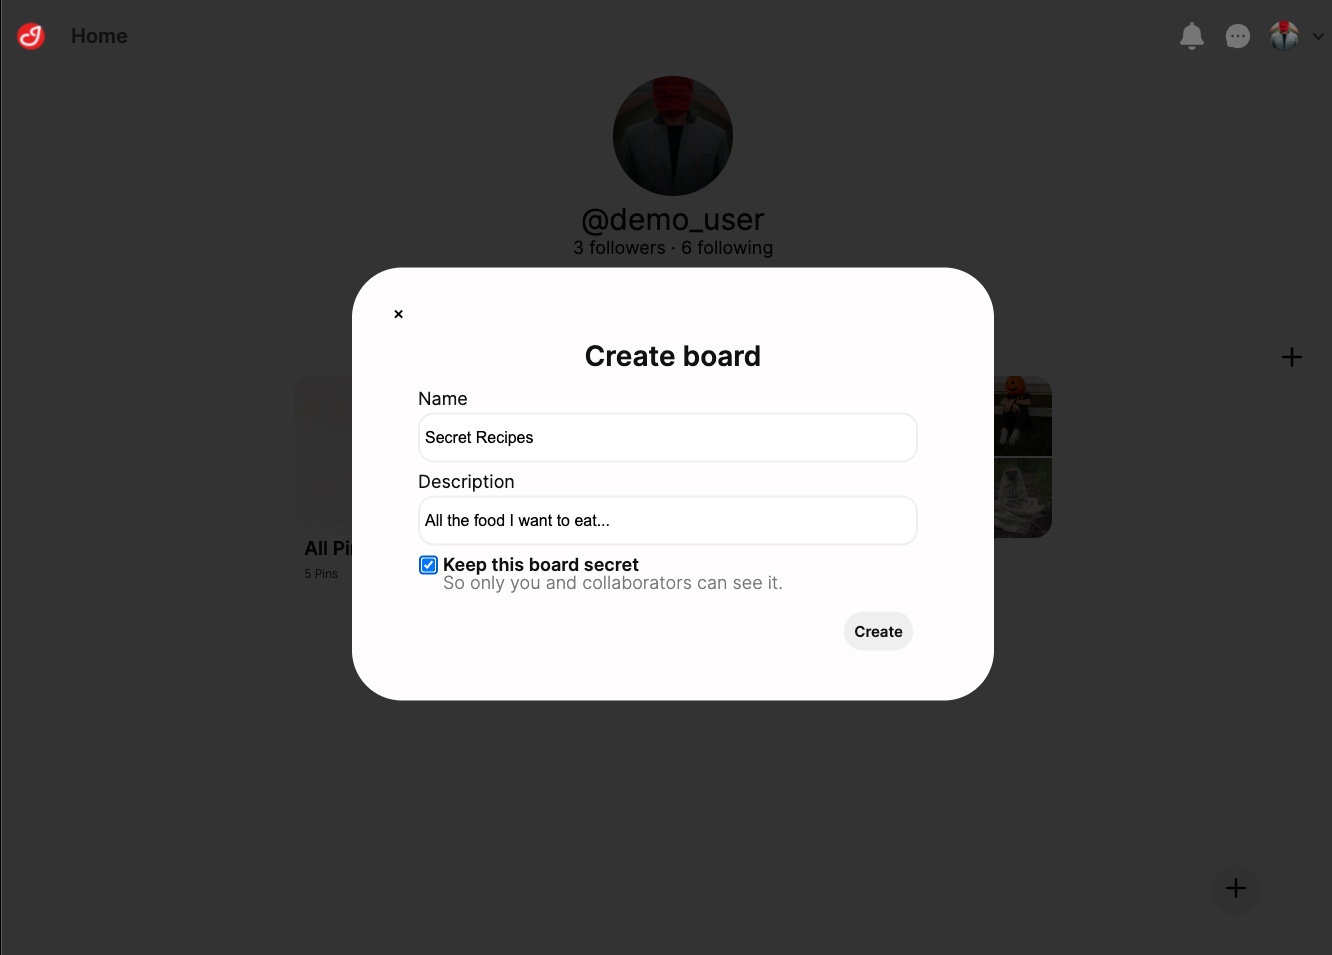 Home
@demo_user
3 followers · 6 following
×
Create board
Name
Secret Recipes
Description
All the food I want to eat...
Keep this board secret
So only you and collaborators can see it.
Create
All Pi
5 Pins